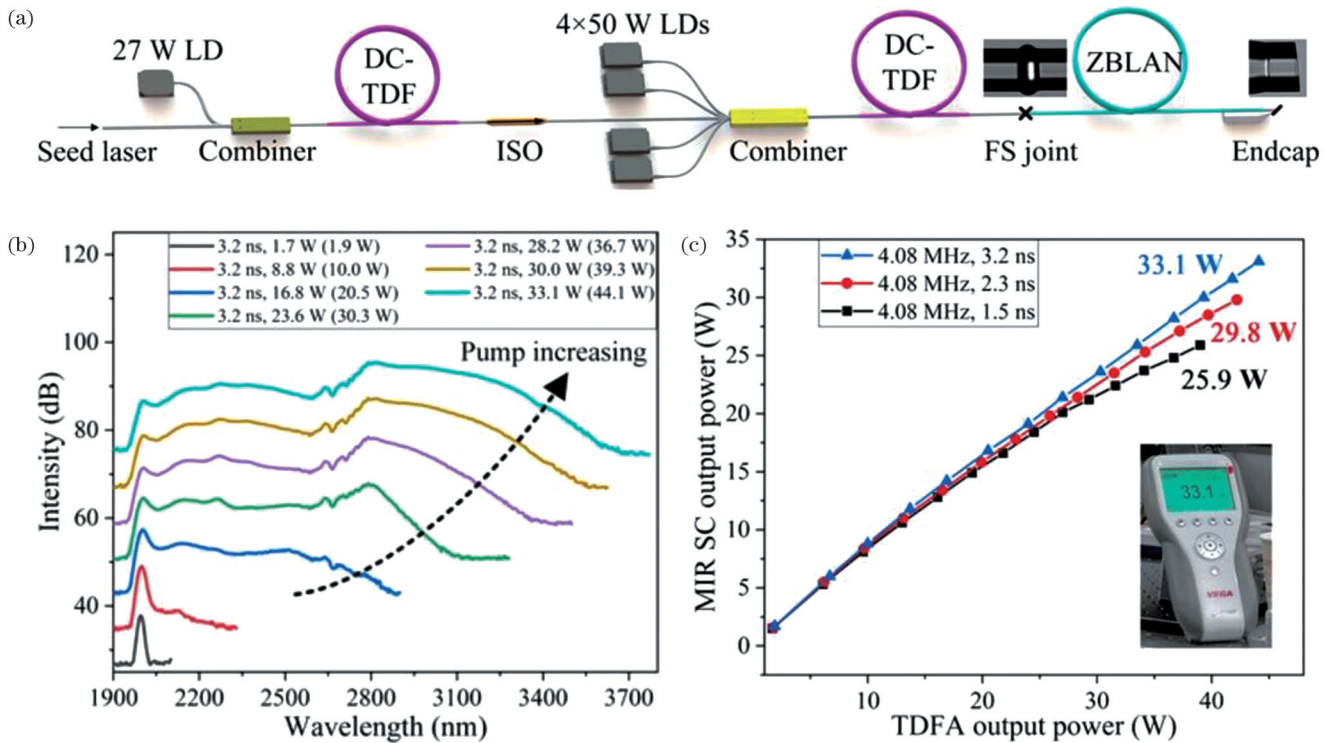 (a)
27 W LD
DC-
TDF
4×50 W LDs
DC-
TDF
ZBLAN
Seed laser
Combiner
ISO
Combiner
FS joint
Endcap
(b)
3.2 ns, 1.7 W (1.9 W)
3.2 ns, 8.8 W (10.0 W)
3.2 ns, 16.8 W (20.5 W)
3.2 ns, 23.6 W (30.3 W)
3.2 ns, 28.2 W (36.7 W)
3.2 ns, 30.0 W (39.3 W)
3.2 ns, 33.1 W (44.1 W)
Pump increasing
Intensity (dB)
120
100
80
60
40
1900
2200
2500
2800
3100
3400
3700
Wavelength (nm)
(c)
4.08 MHz, 3.2 ns
4.08 MHz, 2.3 ns
4.08 MHz, 1.5 ns
33.1 W
29.8 W
25.9 W
33.1
VEGA
MIR SC output power (W)
35
30
25
20
15
10
5
0
10
20
30
40
TDFA output power (W)